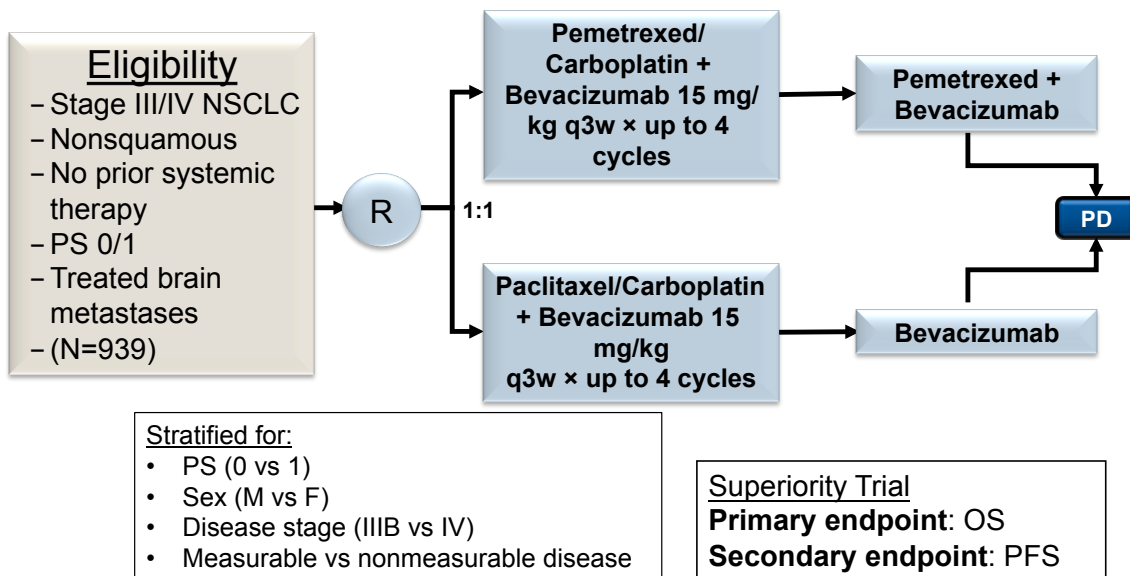 Eligibility
– Stage III/IV NSCLC
– Nonsquamous
– No prior systemic
therapy
– PS 0/1
– Treated brain
metastases
– (N=939)
R
1:1
Pemetrexed/
Carboplatin +
Bevacizumab 15 mg/
kg q3w × up to 4
cycles
Pemetrexed +
Bevacizumab
Paclitaxel/Carboplatin
+ Bevacizumab 15
mg/kg
q3w × up to 4 cycles
Bevacizumab
PD
Stratified for:
• PS (0 vs 1)
• Sex (M vs F)
• Disease stage (IIIB vs IV)
• Measurable vs nonmeasurable disease
Superiority Trial
Primary endpoint: OS
Secondary endpoint: PFS